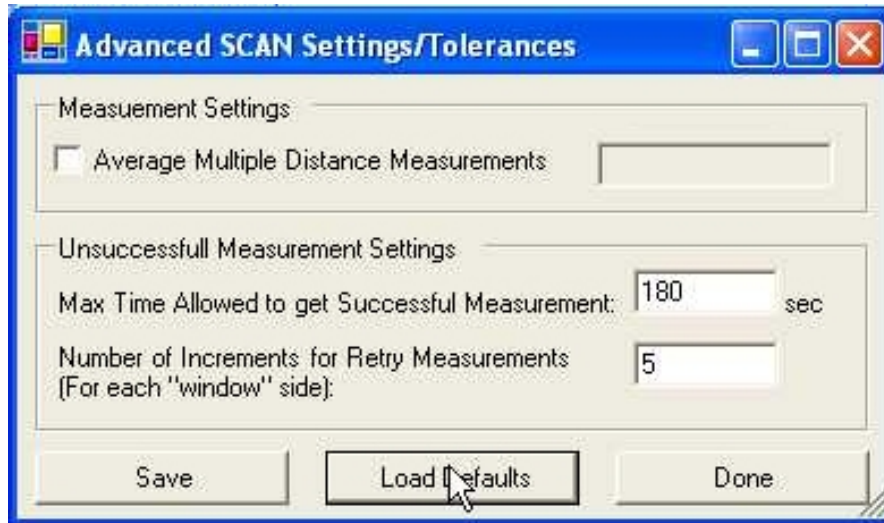 Advanced SCAN Settings/Tolerances
Measuement Settings
Average Multiple Distance Measurements
Unsuccessfull Measurement Settings
Max Time Allowed to get Successful Measurement: 180 sec
Number of Increments for Retry Measurements
(For each "window" side): 5
Save Load Defaults Done